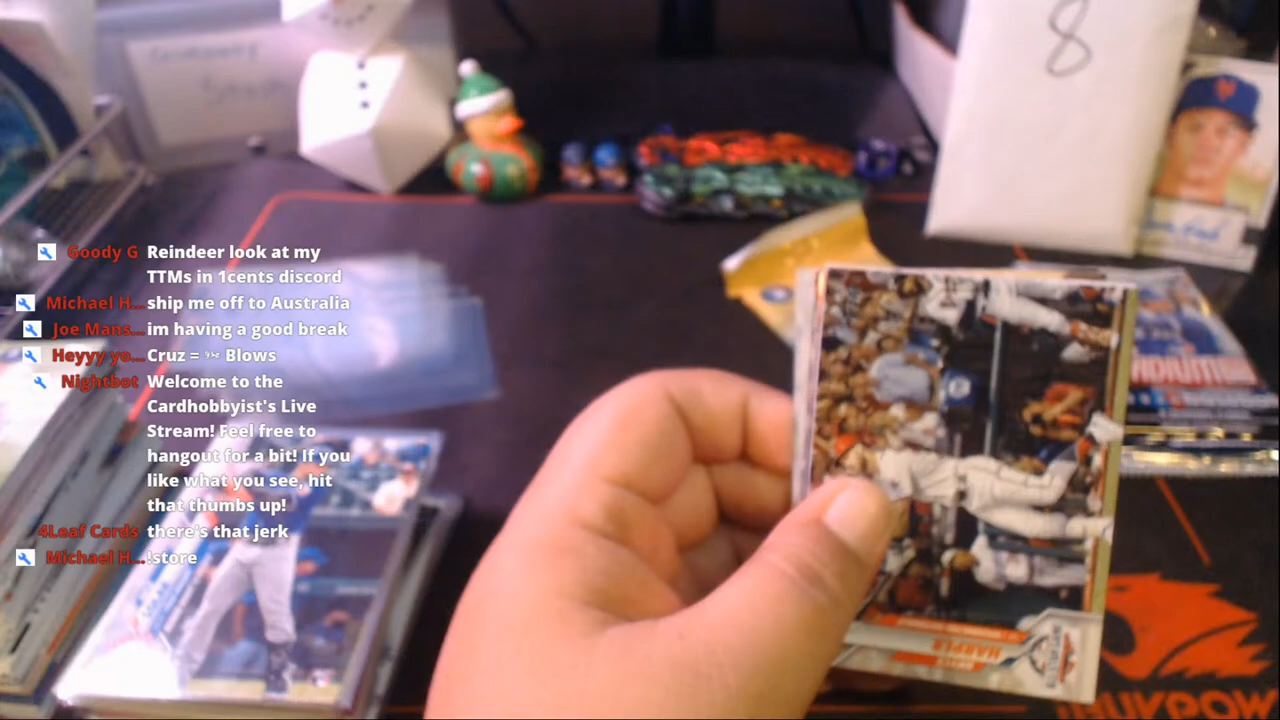 8
Goody G Reindeer look at my
TTMs in 1cents discord
Michael H... ship me off to Australia
Joe Mans... im having a good break
Heyyy yo... Cruz = Blows
Nightbot Welcome to the
Cardhobbyist's Live
Stream! Feel free to
hangout for a bit! If you
like what you see, hit
that thumbs up!
4Leaf Cards there's that jerk
Michael H... !store
HARPER